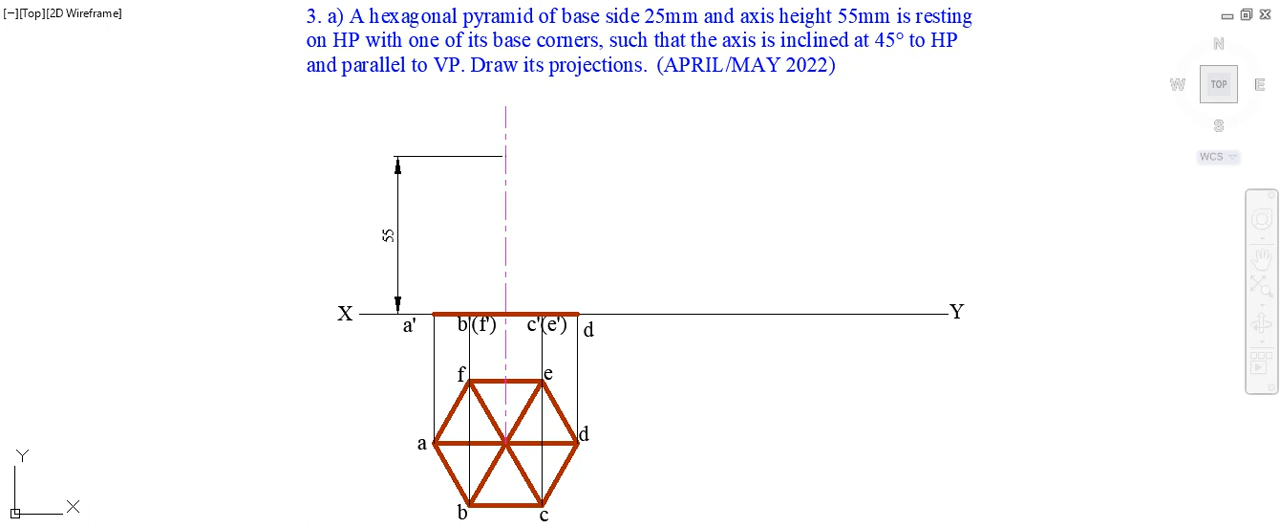 [−][Top][2D Wireframe]
3. a) A hexagonal pyramid of base side 25mm and axis height 55mm is resting
on HP with one of its base corners, such that the axis is inclined at 45° to HP
and parallel to VP. Draw its projections. (APRIL/MAY 2022)
N
W TOP E
S
WCS
55
X Y
a' b'(f') c'(e') d
f e
a d
b c
Y
X